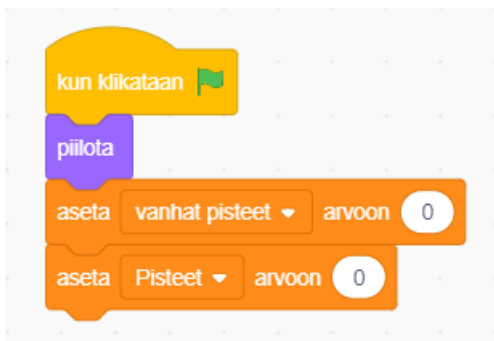 kun klikataan
piilota
aseta vanhat pisteet arvoon 0
aseta Pisteet arvoon 0